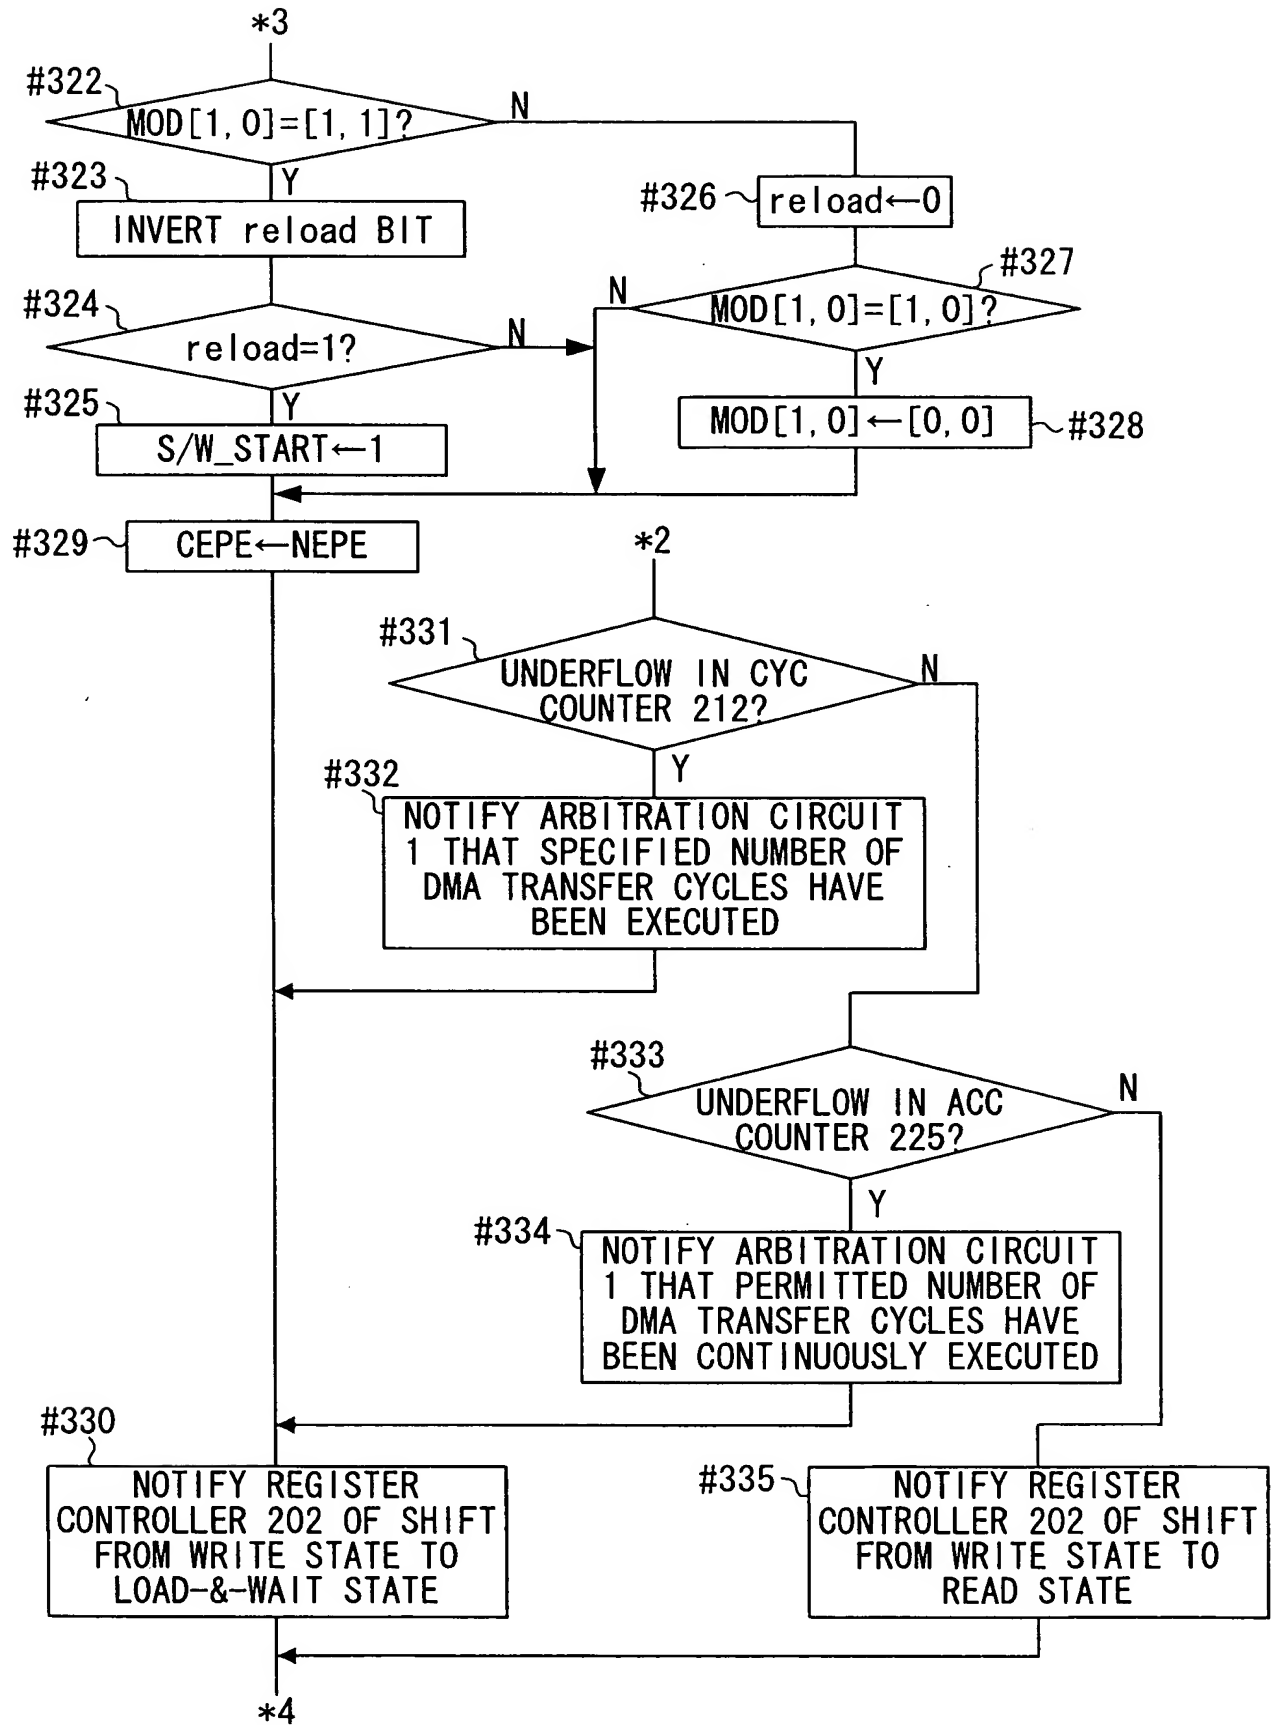 *3
#322
MOD[1,0]=[1,1]?
N
Y
#323
INVERT reload BIT
#326
reload←0
#324
reload=1?
N
#327
MOD[1,0]=[1,0]?
N
Y
Y
#325
S/W_START←1
MOD[1,0]←[0,0]
#328
#329
CEPE←NEPE
*2
#331
UNDERFLOW IN CYC
COUNTER 212?
N
Y
#332
NOTIFY ARBITRATION CIRCUIT
1 THAT SPECIFIED NUMBER OF
DMA TRANSFER CYCLES HAVE
BEEN EXECUTED
#333
UNDERFLOW IN ACC
COUNTER 225?
N
Y
#334
NOTIFY ARBITRATION CIRCUIT
1 THAT PERMITTED NUMBER OF
DMA TRANSFER CYCLES HAVE
BEEN CONTINUOUSLY EXECUTED
#330
NOTIFY REGISTER
CONTROLLER 202 OF SHIFT
FROM WRITE STATE TO
LOAD-&-WAIT STATE
#335
NOTIFY REGISTER
CONTROLLER 202 OF SHIFT
FROM WRITE STATE TO
READ STATE
*4